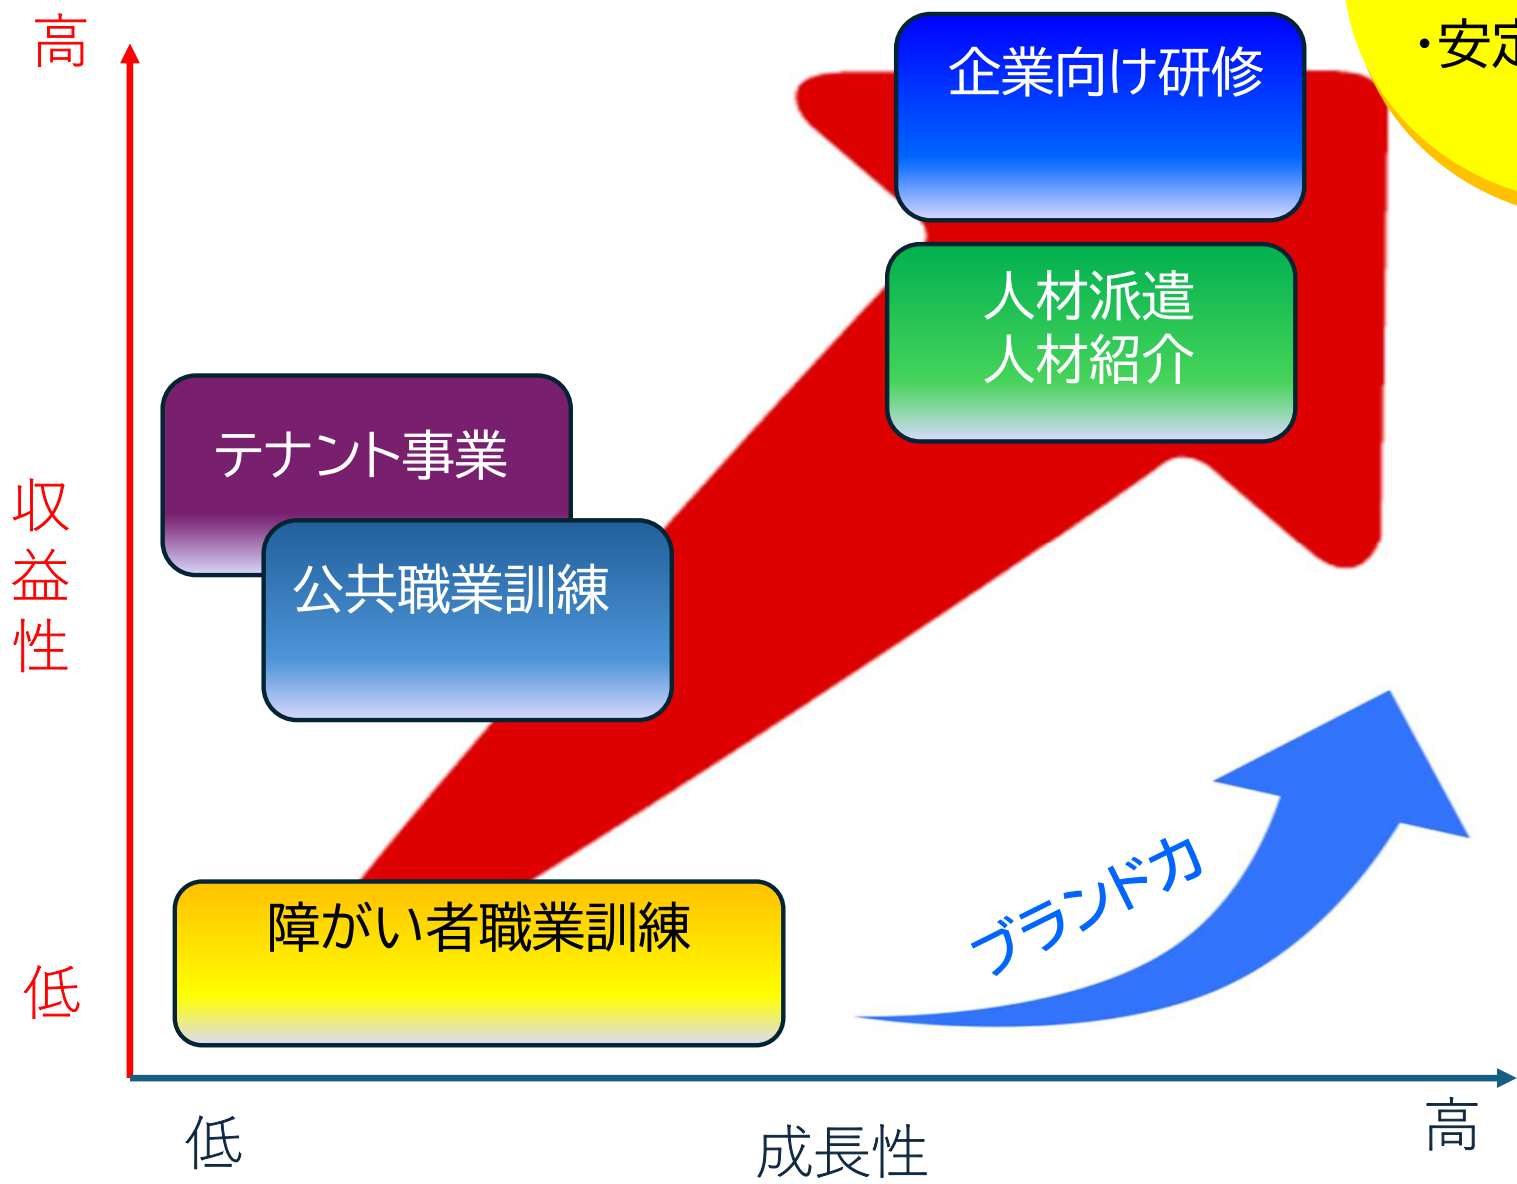 高
・安定
企業向け研修
人材派遣
人材紹介
テナント事業
収益性
公共職業訓練
ブランド力
障がい者職業訓練
低
低
成長性
高